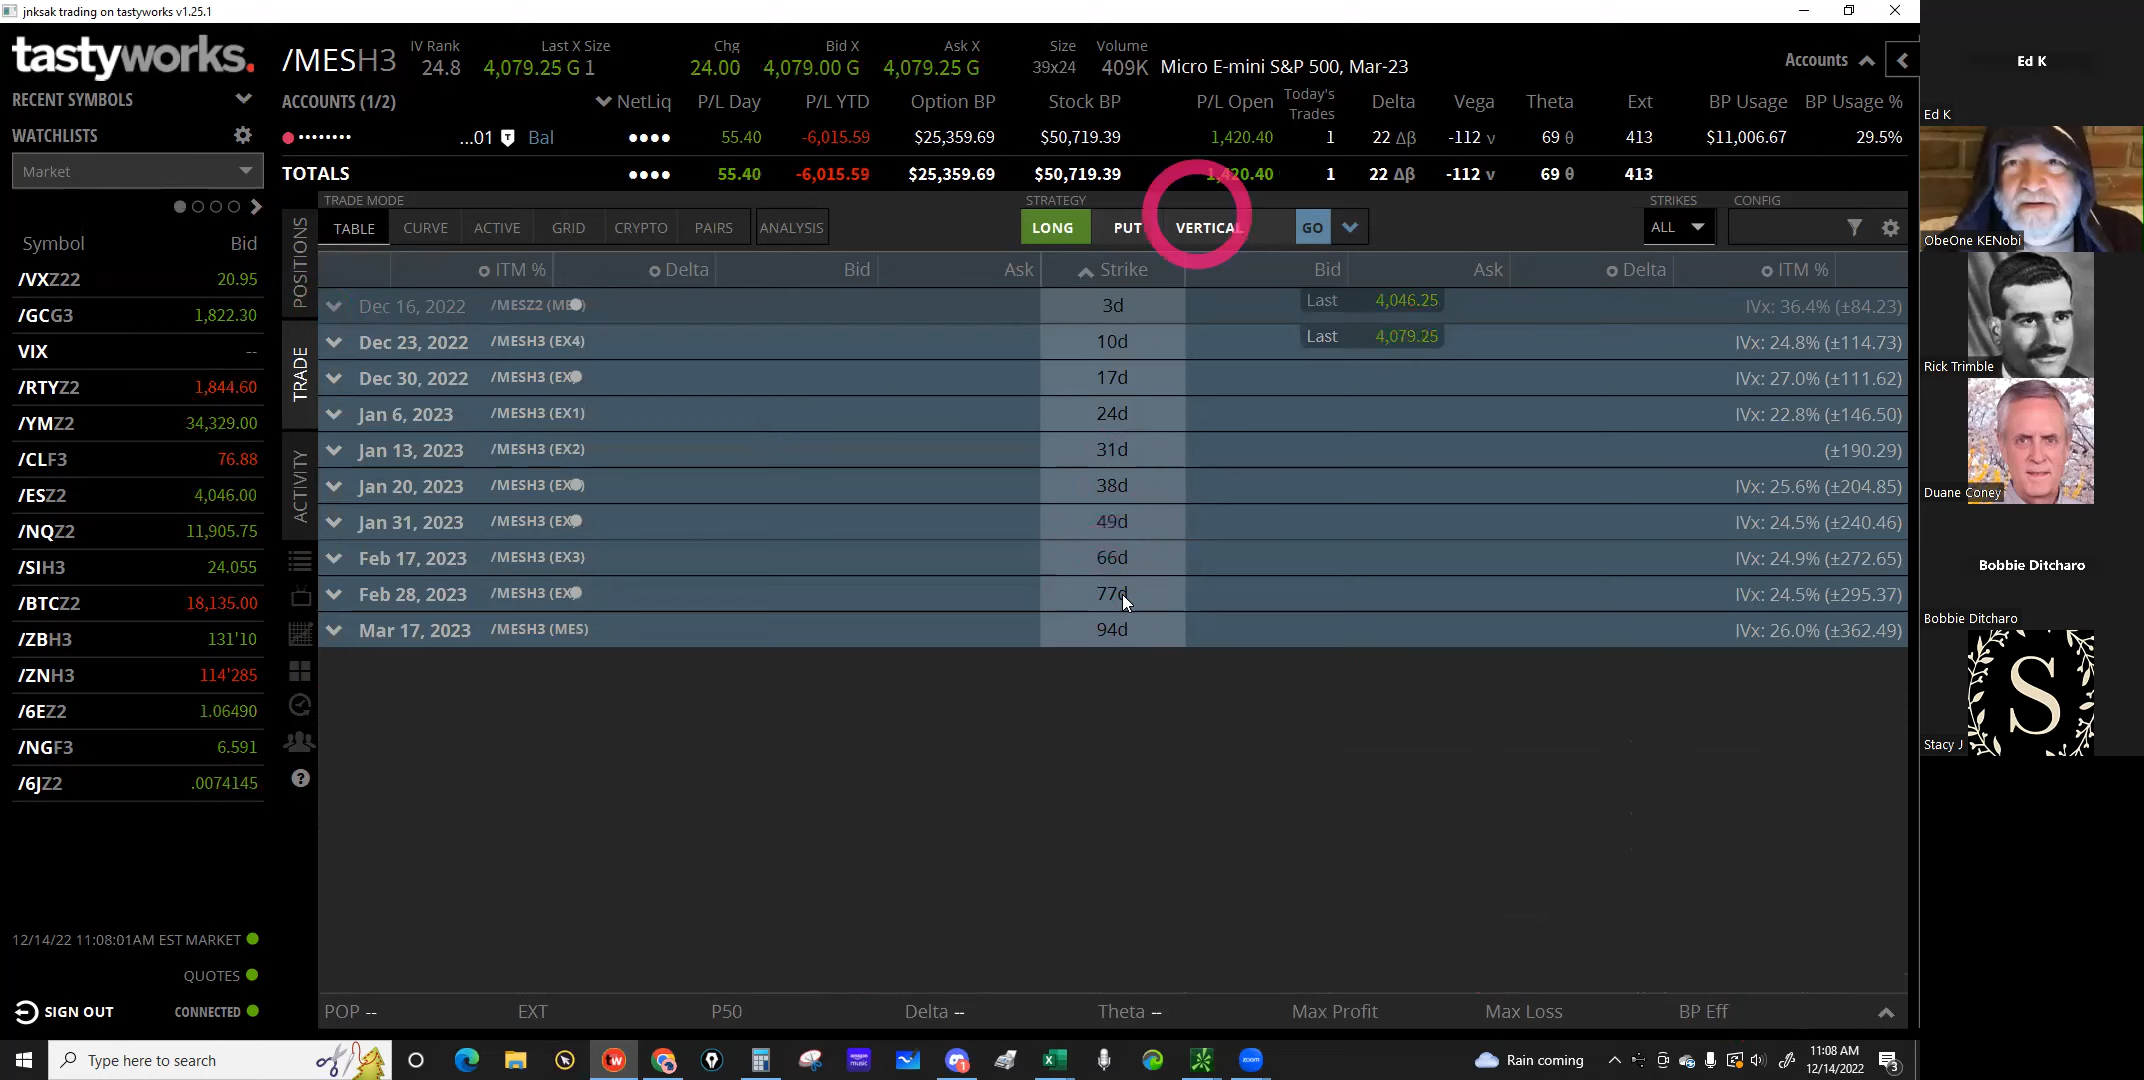 jnksak trading on tastyworks v1.25.1
tastyworks.
/MESH3
IV Rank
24.8
Last X Size
4,079.25 G 1
Chg
24.00
Bid X
4,079.00 G
Ask X
4,079.25 G
Size
39x24
Volume
409K
Micro E-mini S&P 500, Mar-23
Accounts
RECENT SYMBOLS
WATCHLISTS
Market
Symbol Bid
/VXZ22 20.95
/GCG3 1,822.30
VIX --
/RTYZ2 1,844.60
/YMZ2 34,329.00
/CLF3 76.88
/ESZ2 4,046.00
/NQZ2 11,905.75
/SIH3 24.055
/BTCZ2 18,135.00
/ZBH3 131'10
/ZNH3 114'285
/6EZ2 1.06490
/NGF3 6.591
/6JZ2 .0074145
12/14/22 11:08:01AM EST MARKET
QUOTES
SIGN OUT CONNECTED
ACCOUNTS (1/2) NetLiq P/L Day P/L YTD Option BP Stock BP P/L Open Today's Trades Delta Vega Theta Ext BP Usage BP Usage %
•••••••• ...01 T Bal •••• 55.40 -6,015.59 $25,359.69 $50,719.39 1,420.40 1 22 Δβ -112 ν 69 θ 413 $11,006.67 29.5%
TOTALS •••• 55.40 -6,015.59 $25,359.69 $50,719.39 1,420.40 1 22 Δβ -112 ν 69 θ 413
POSITIONS
TRADE
ACTIVITY
TRADE MODE
TABLE CURVE ACTIVE GRID CRYPTO PAIRS ANALYSIS
STRATEGY
LONG PUT VERTICAL GO
STRIKES
ALL
CONFIG
ITM % Delta Bid Ask Strike Bid Ask Delta ITM %
Dec 16, 2022 /MESZ2 (ME 3d Last 4,046.25 IVx: 36.4% (±84.23)
Dec 23, 2022 /MESH3 (EX4) 10d Last 4,079.25 IVx: 24.8% (±114.73)
Dec 30, 2022 /MESH3 (EX 17d IVx: 27.0% (±111.62)
Jan 6, 2023 /MESH3 (EX1) 24d IVx: 22.8% (±146.50)
Jan 13, 2023 /MESH3 (EX2) 31d (±190.29)
Jan 20, 2023 /MESH3 (EX 38d IVx: 25.6% (±204.85)
Jan 31, 2023 /MESH3 (EX 49d IVx: 24.5% (±240.46)
Feb 17, 2023 /MESH3 (EX3) 66d IVx: 24.9% (±272.65)
Feb 28, 2023 /MESH3 (EX 77d IVx: 24.5% (±295.37)
Mar 17, 2023 /MESH3 (MES) 94d IVx: 26.0% (±362.49)
POP -- EXT P50 Delta -- Theta -- Max Profit Max Loss BP Eff
Ed K
Ed K
ObeOne KENobi
Rick Trimble
Duane Coney
Bobbie Ditcharo
Bobbie Ditcharo
S
Stacy J
Type here to search
Rain coming
11:08 AM
12/14/2022
3